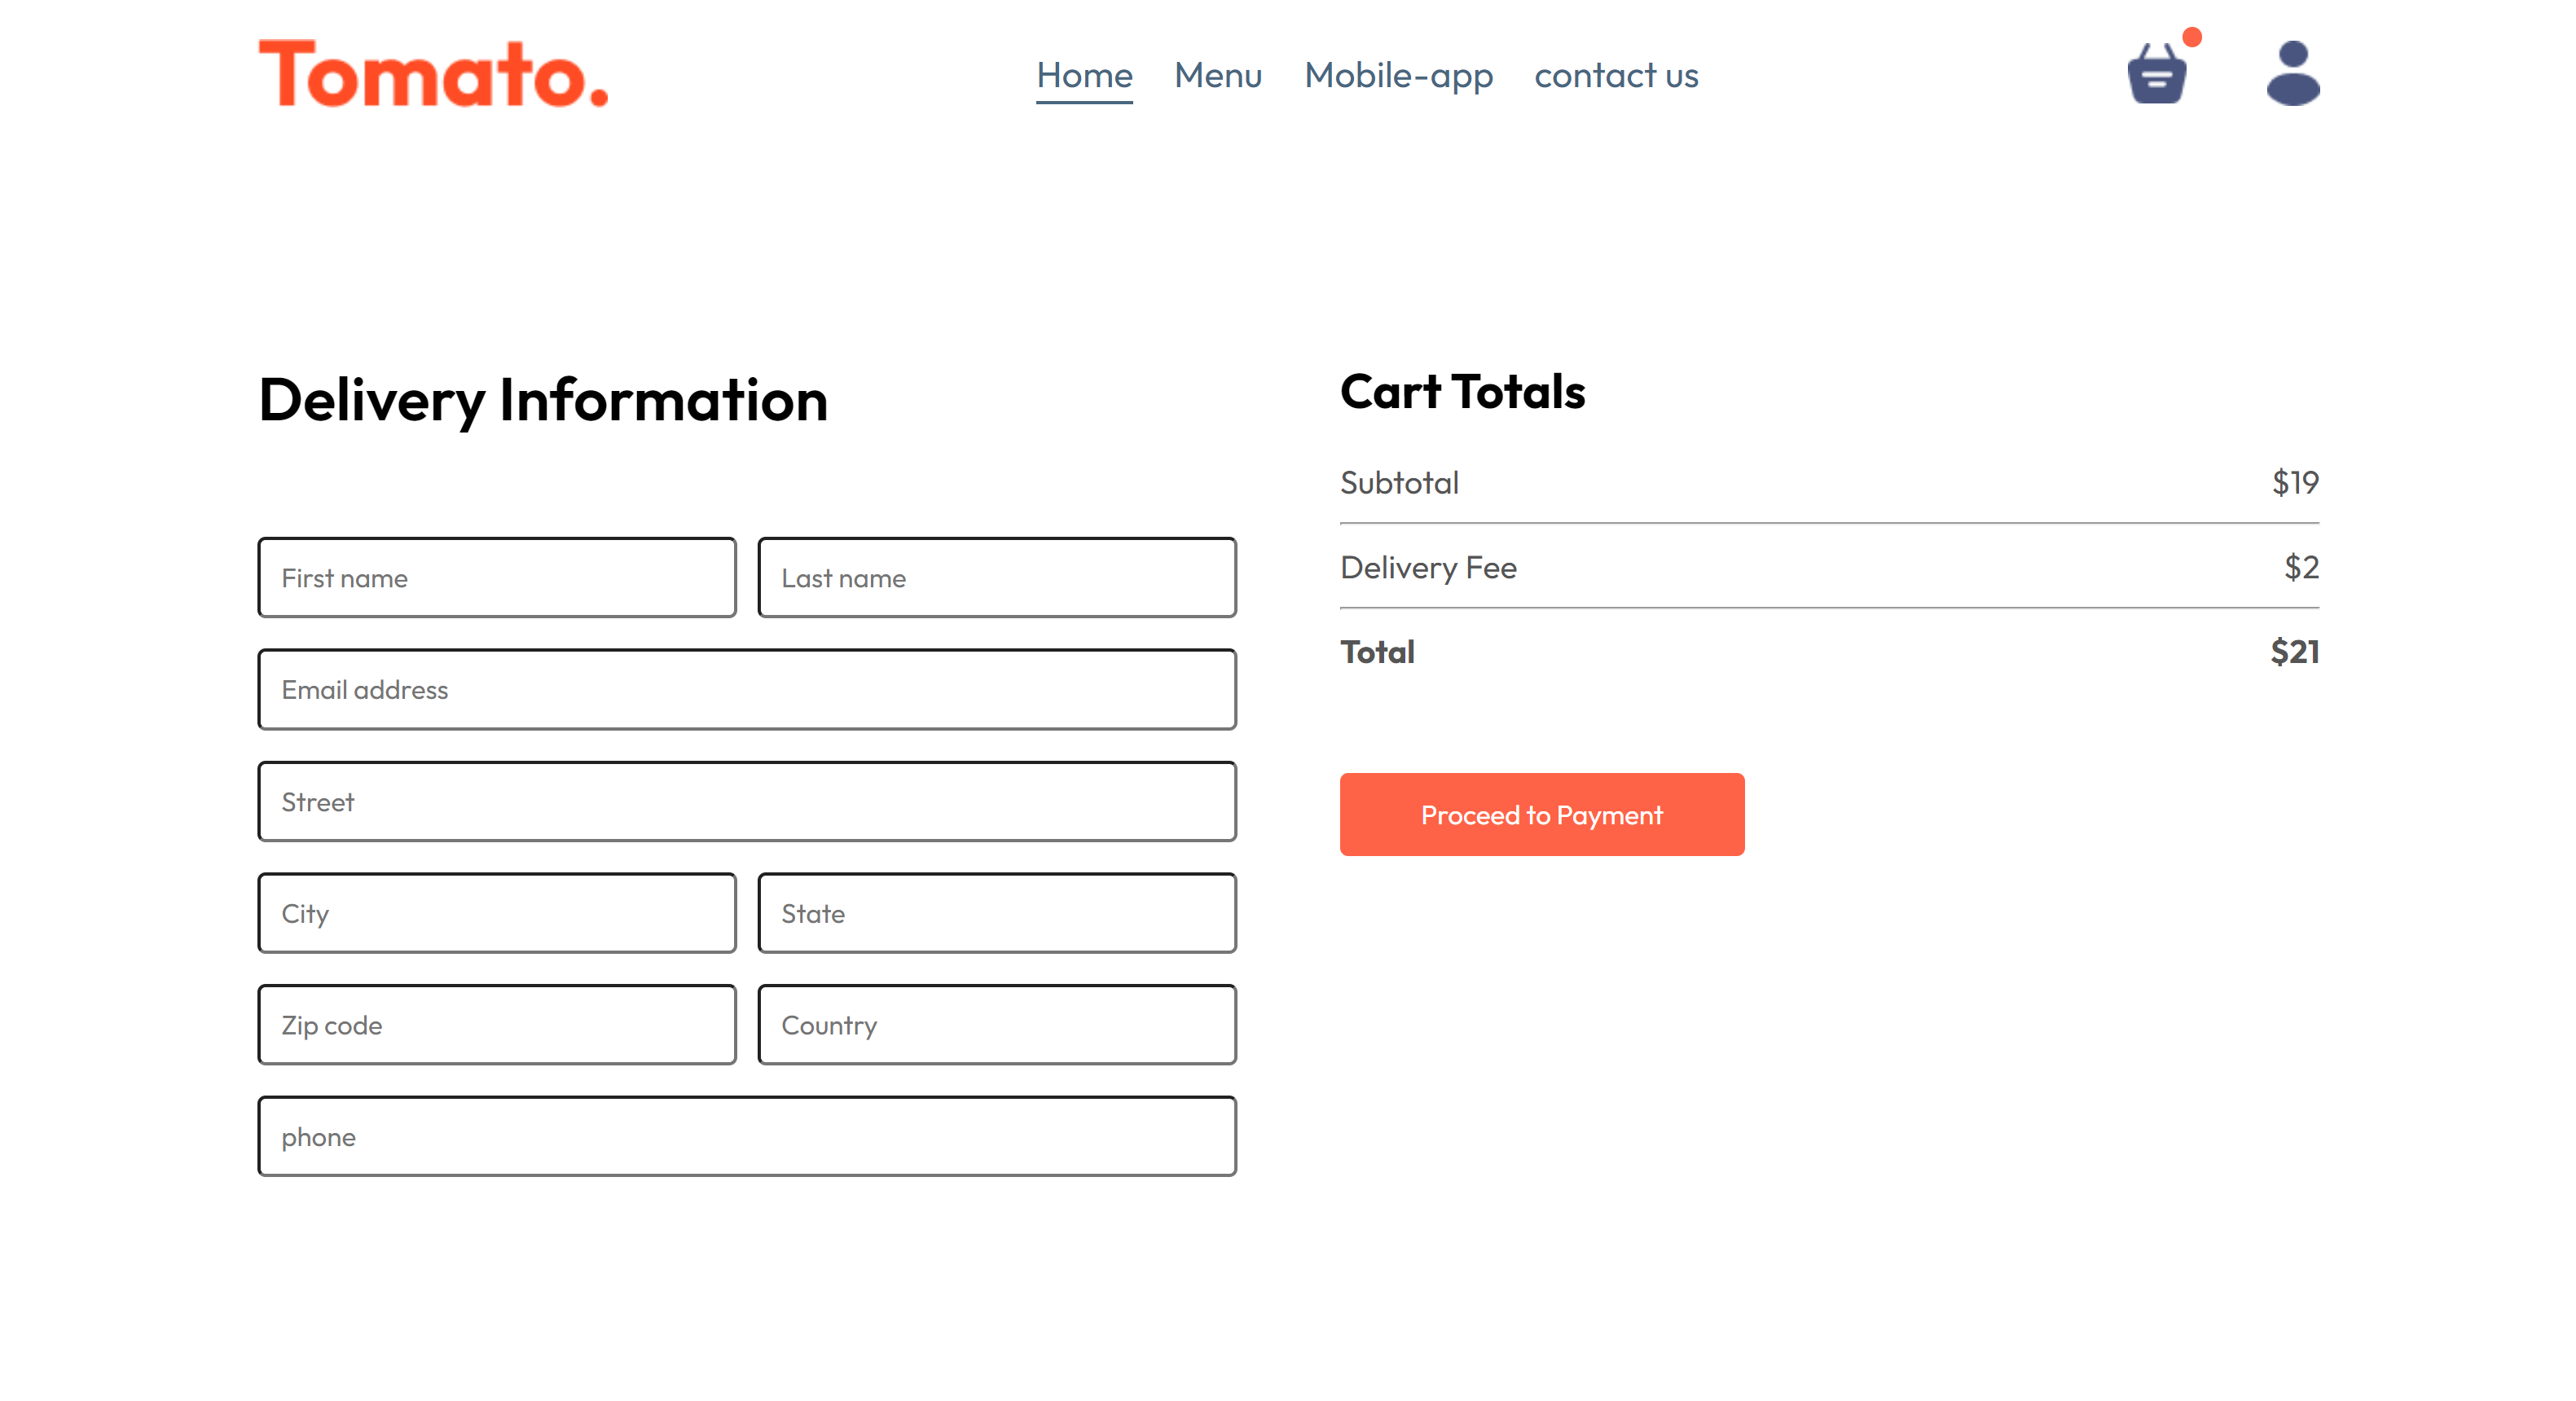 Tomato.
Home Menu Mobile-app contact us
Delivery Information
First name Last name
Email address
Street
City State
Zip code Country
phone
Cart Totals
Subtotal $19
Delivery Fee $2
Total $21
Proceed to Payment